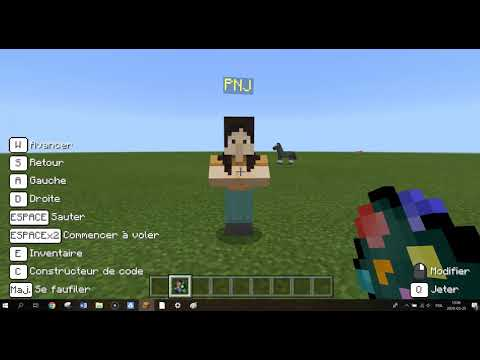 PNJ
W Avancer
S Retour
A Gauche
D Droite
ESPACE Sauter
ESPACEx2 Commencer à voler
E Inventaire
C Constructeur de code
Maj. Se faufiler
Modifier
Q Jeter